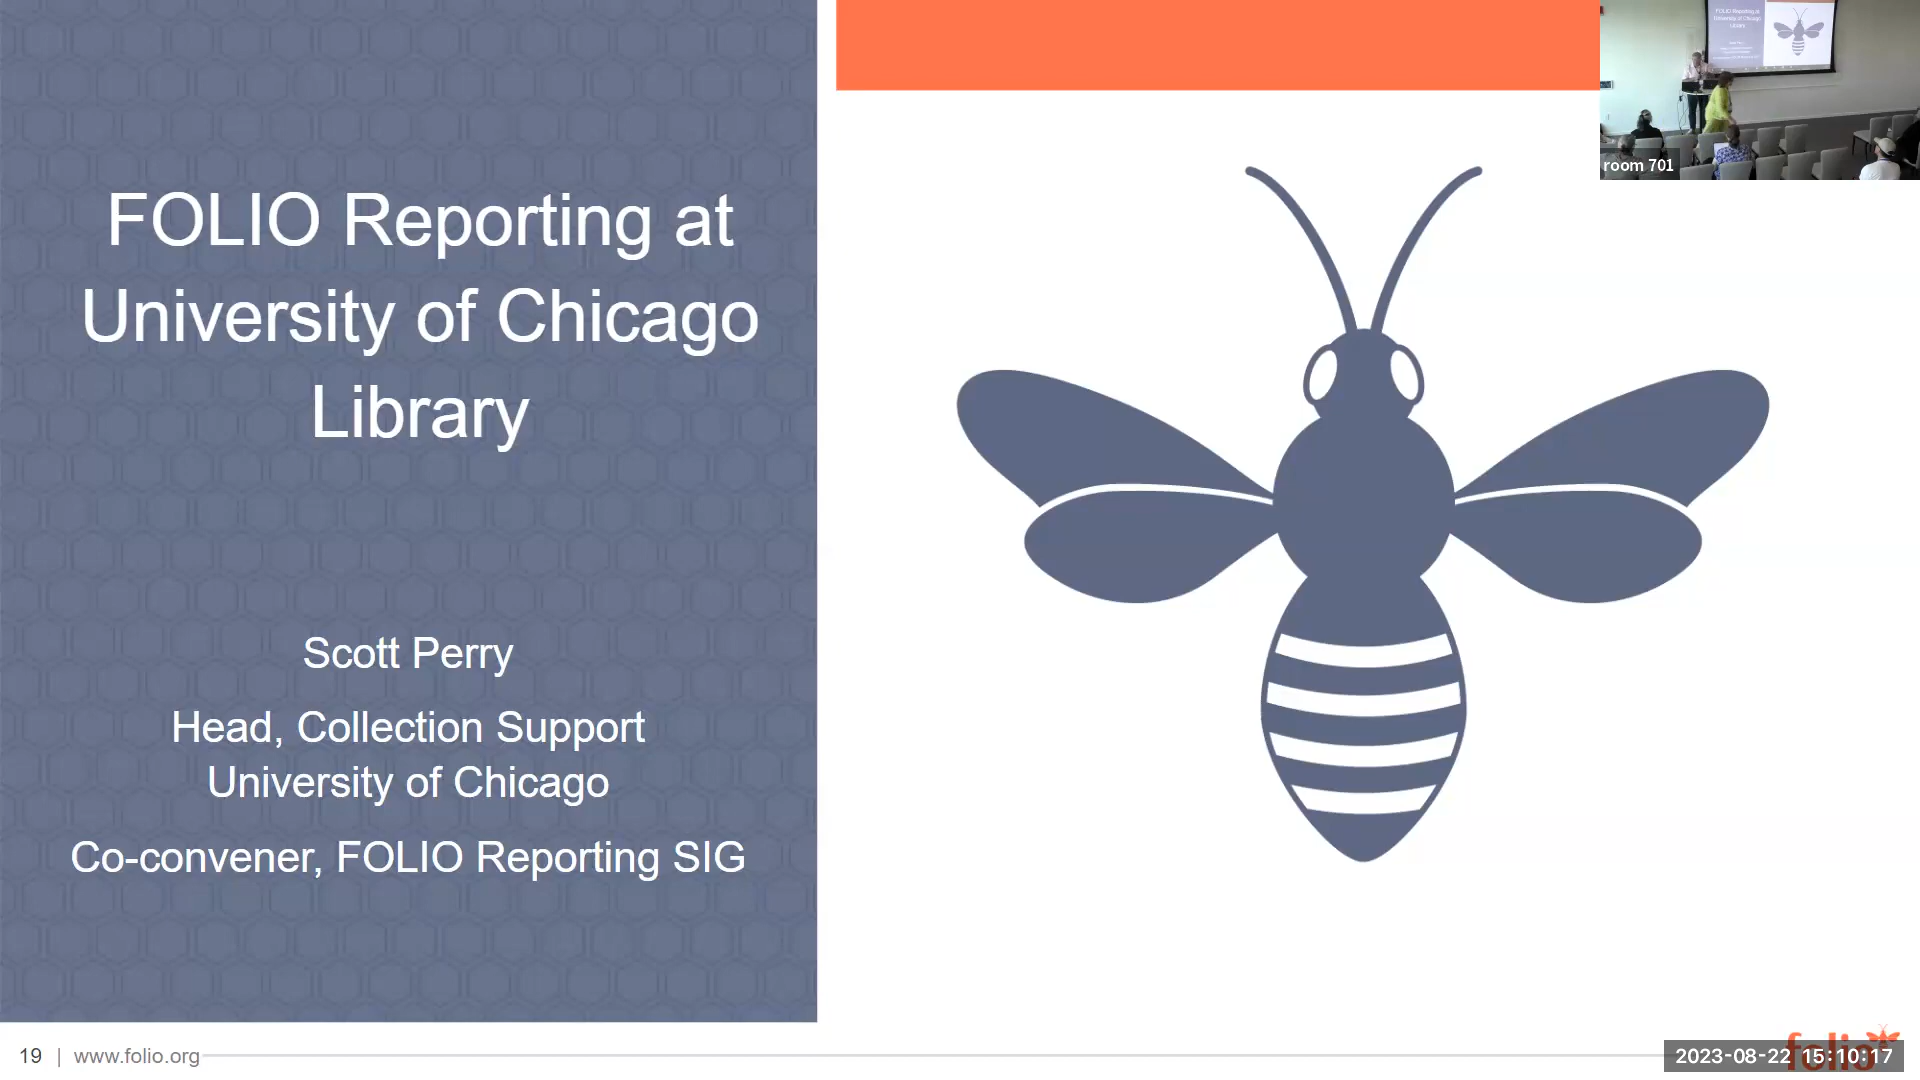 FOLIO Reporting at
University of Chicago
Library
Scott Perry
Head, Collection Support
University of Chicago
Co-convener, FOLIO Reporting SIG
room 701
19 | www.folio.org
folio
2023-08-22 15:10:17